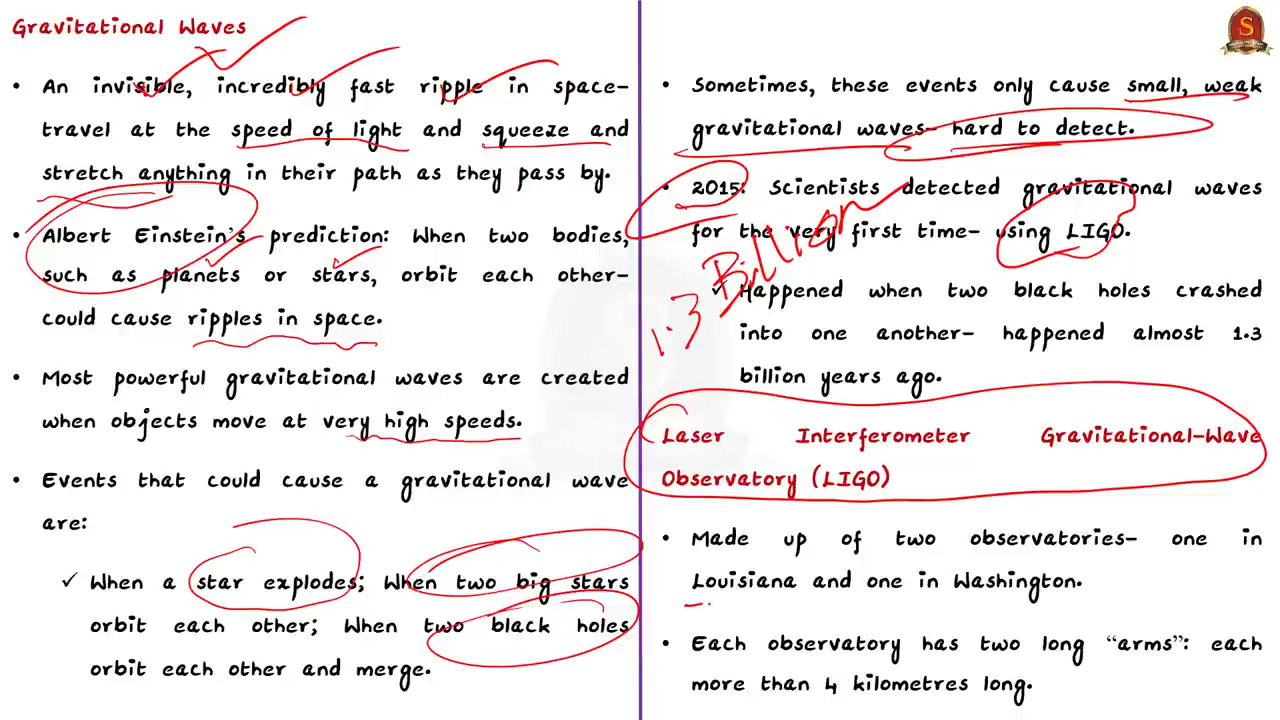 Gravitational Waves
• An invisible, incredibly fast ripple in space-
travel at the speed of light and squeeze and
stretch anything in their path as they pass by.
• Albert Einstein's prediction: When two bodies,
such as planets or stars, orbit each other-
could cause ripples in space.
• Most powerful gravitational waves are created
when objects move at very high speeds.
• Events that could cause a gravitational wave
are:
✓ When a star explodes; When two big stars
orbit each other; When two black holes
orbit each other and merge.
• Sometimes, these events only cause small, weak
gravitational waves- hard to detect.
• 2015: Scientists detected gravitational waves
for the very first time- using LIGO.
1.3 Billion
✓ Happened when two black holes crashed
into one another- happened almost 1.3
billion years ago.
Laser Interferometer Gravitational-Wave
Observatory (LIGO)
• Made up of two observatories- one in
Louisiana and one in Washington.
• Each observatory has two long “arms”: each
more than 4 kilometres long.
S